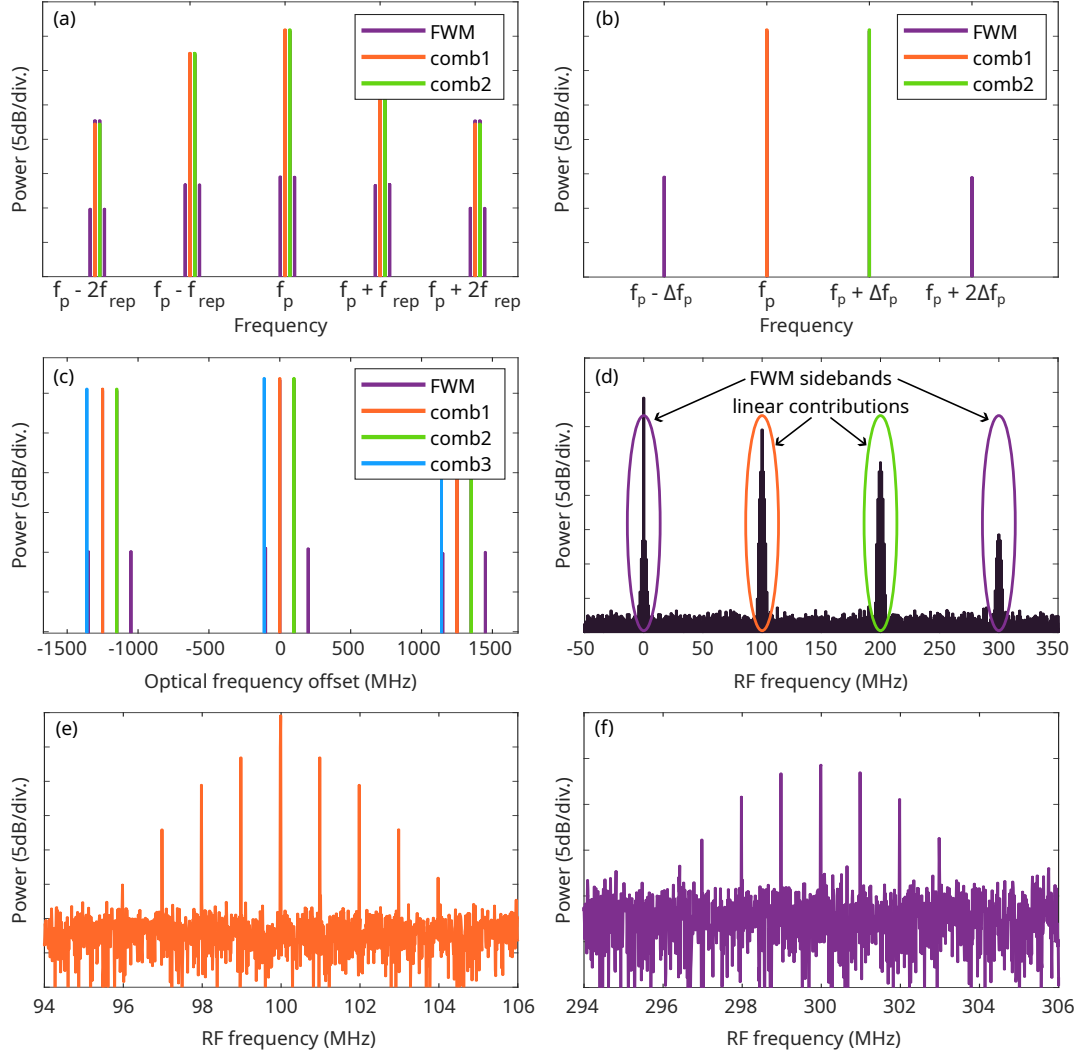 (a)
FWM
comb1
comb2
Power (5dB/div.)
f_p - 2f_rep f_p - f_rep f_p f_p + f_rep f_p + 2f_rep
Frequency
(b)
FWM
comb1
comb2
Power (5dB/div.)
f_p - Δf_p f_p f_p + Δf_p f_p + 2Δf_p
Frequency
(c)
FWM
comb1
comb2
comb3
Power (5dB/div.)
-1500 -1000 -500 0 500 1000 1500
Optical frequency offset (MHz)
(d)
FWM sidebands
linear contributions
Power (5dB/div.)
-50 0 50 100 150 200 250 300 350
RF frequency (MHz)
(e)
Power (5dB/div.)
94 96 98 100 102 104 106
RF frequency (MHz)
(f)
Power (5dB/div.)
294 296 298 300 302 304 306
RF frequency (MHz)